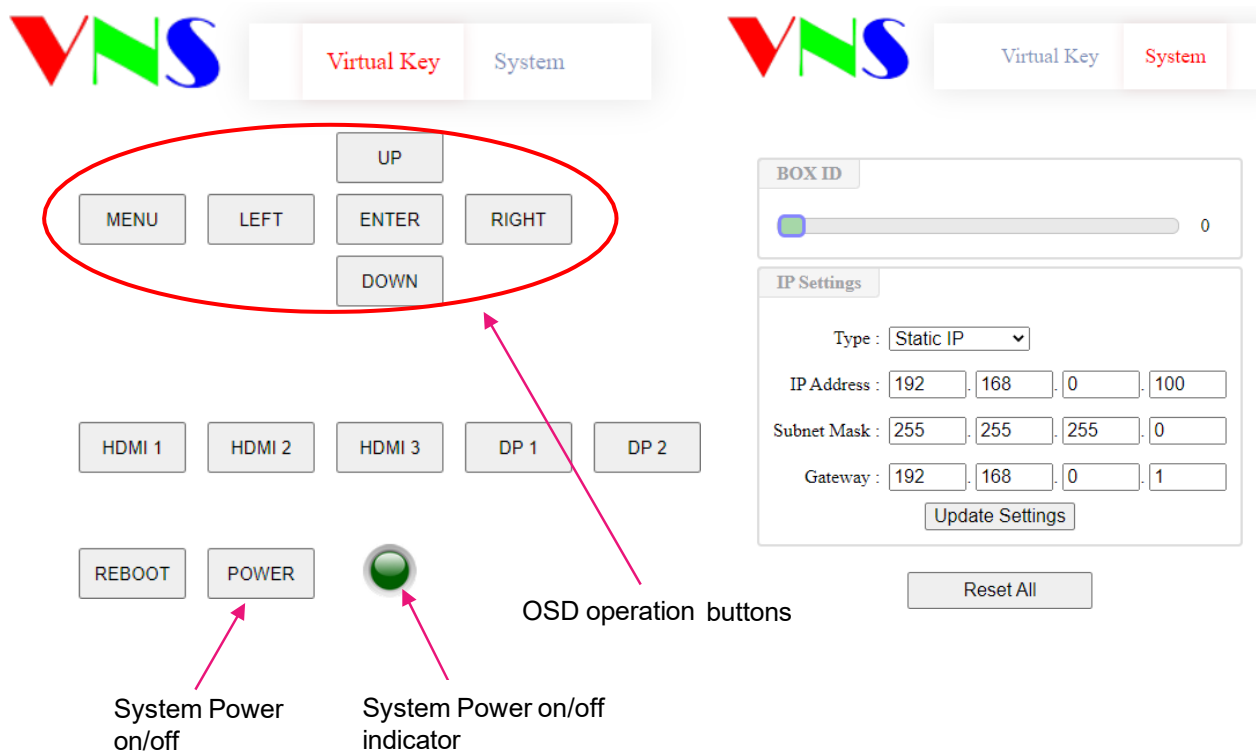 VNS
Virtual Key System
UP
MENU LEFT ENTER RIGHT
DOWN
HDMI 1 HDMI 2 HDMI 3 DP 1 DP 2
REBOOT POWER
OSD operation buttons
System Power
on/off
System Power on/off
indicator
VNS
Virtual Key System
BOX ID
0
IP Settings
Type : Static IP
IP Address : 192 . 168 . 0 . 100
Subnet Mask : 255 . 255 . 255 . 0
Gateway : 192 . 168 . 0 . 1
Update Settings
Reset All